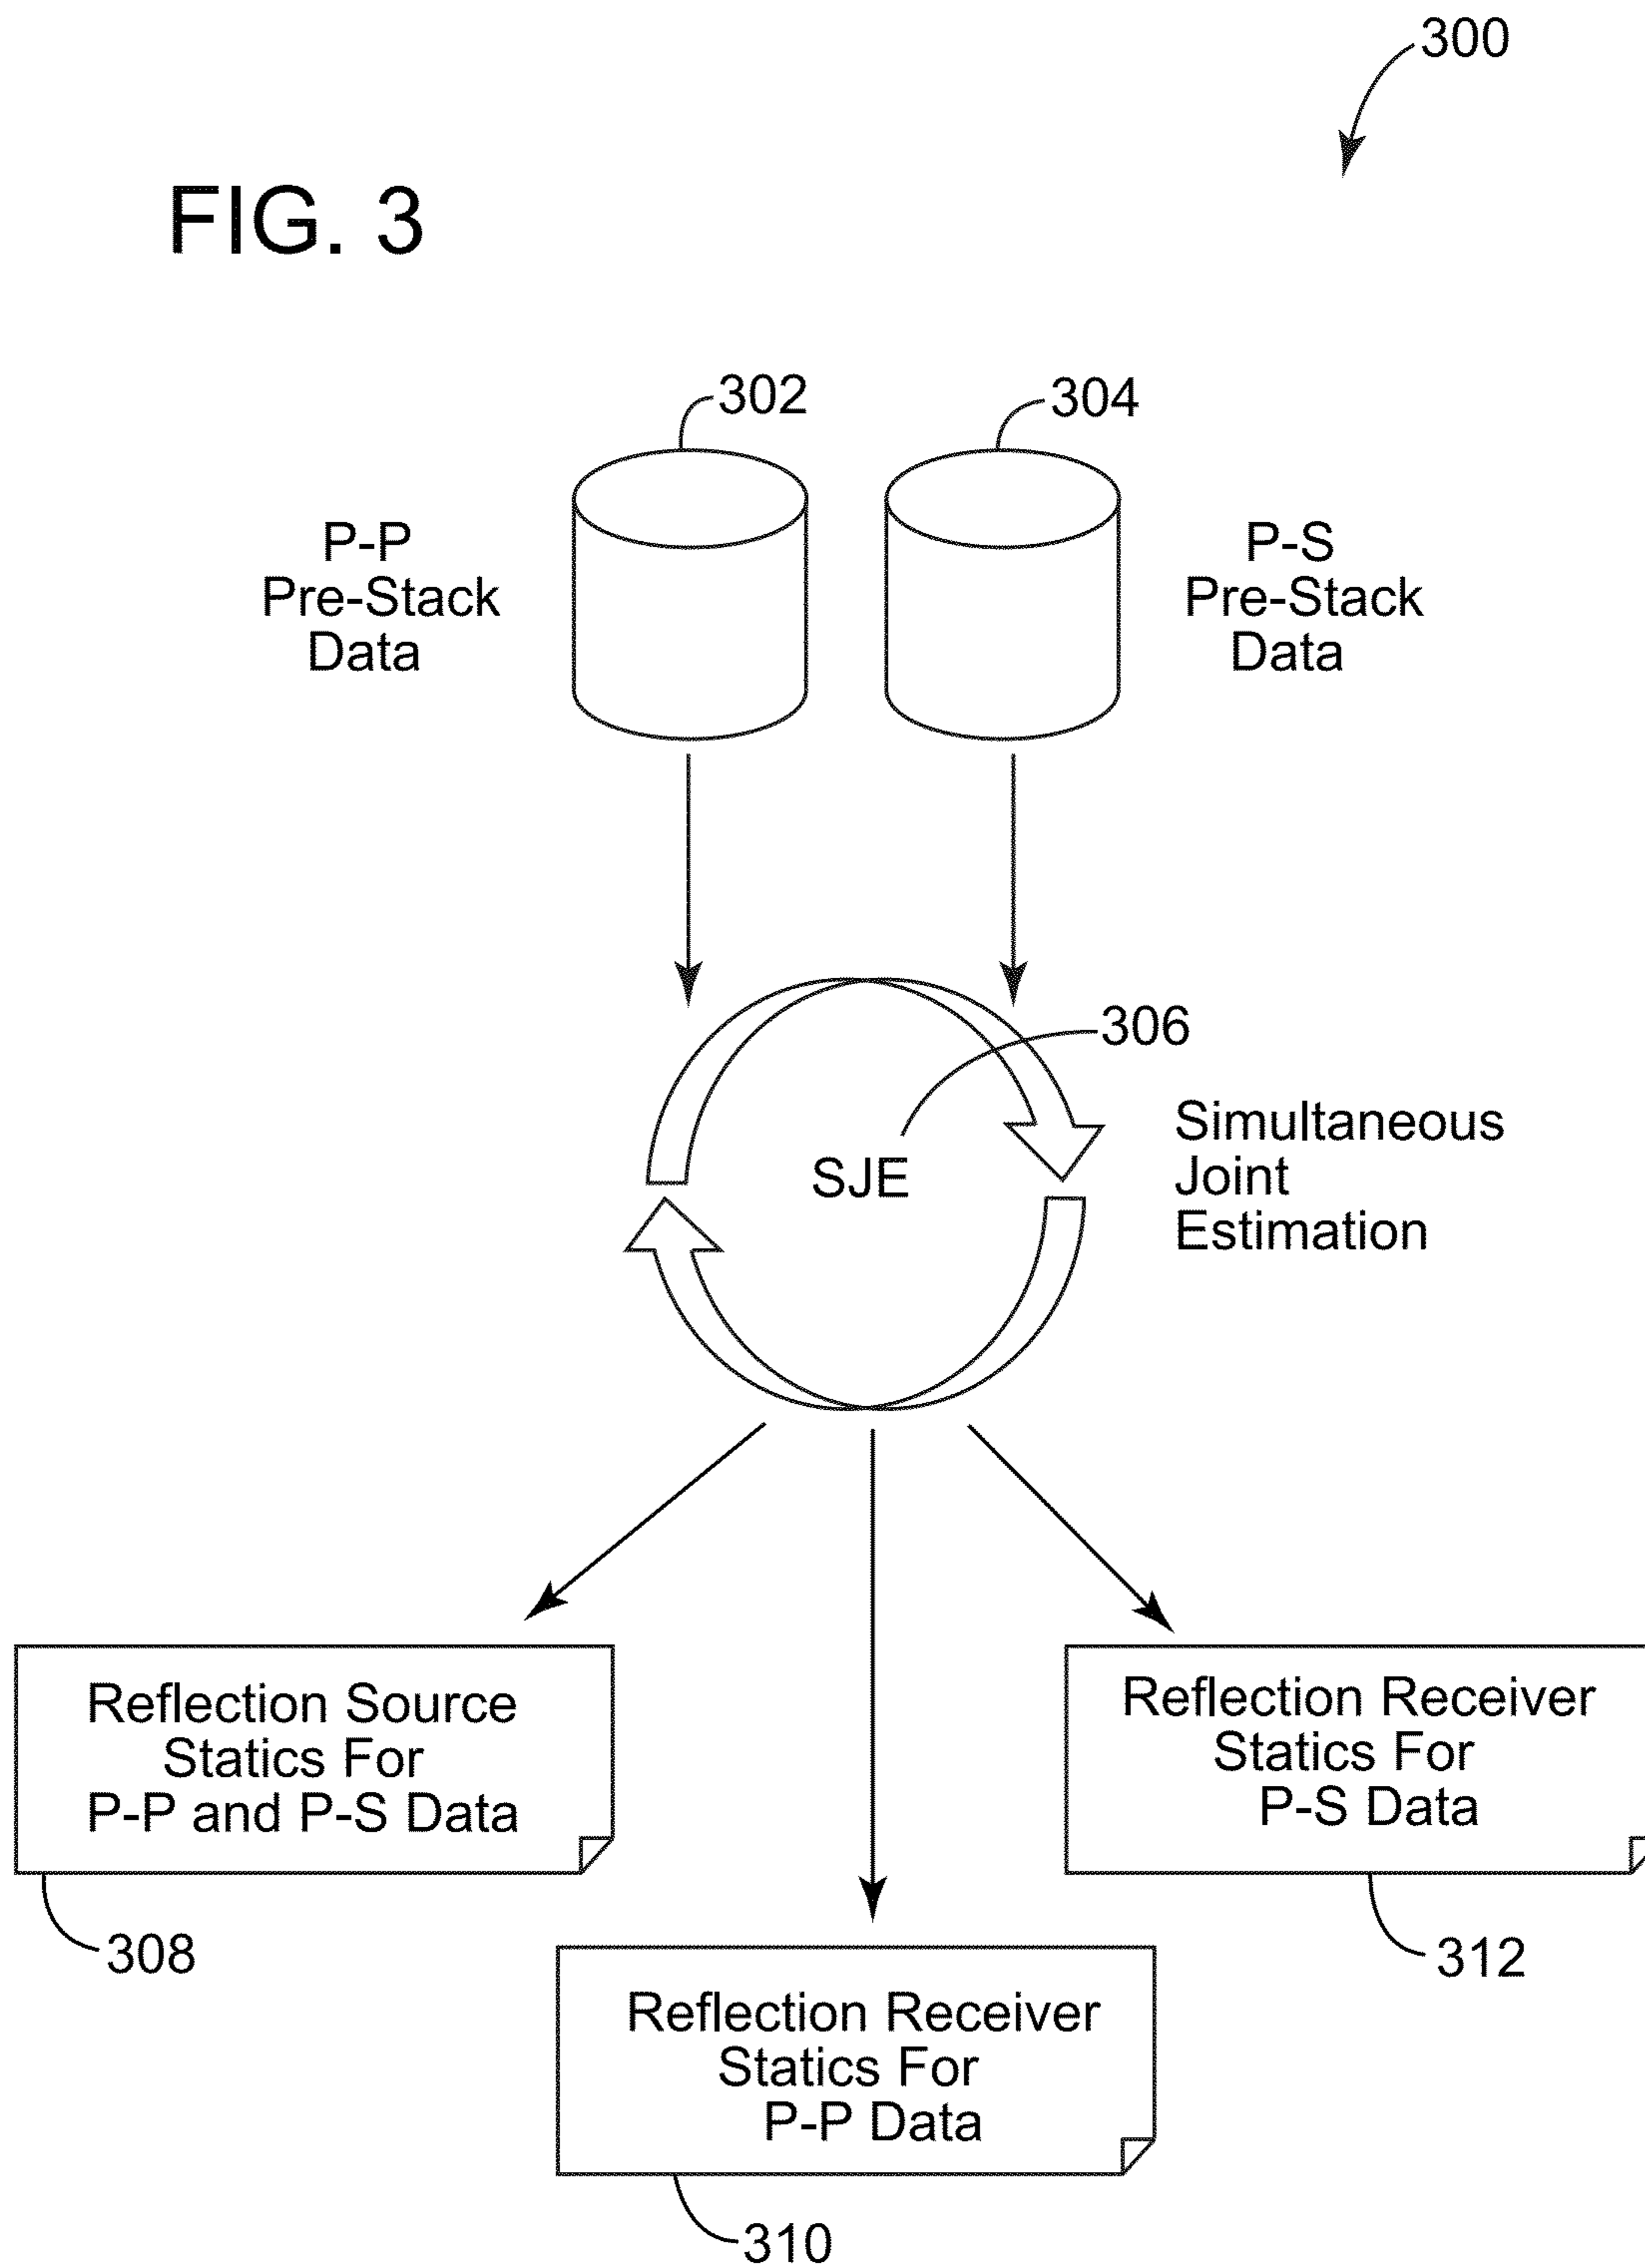 300
FIG. 3
302
304
P-P
Pre-Stack
Data
P-S
Pre-Stack
Data
306
SJE
Simultaneous
Joint
Estimation
Reflection Source
Statics For
P-P and P-S Data
308
Reflection Receiver
Statics For
P-S Data
312
Reflection Receiver
Statics For
P-P Data
310